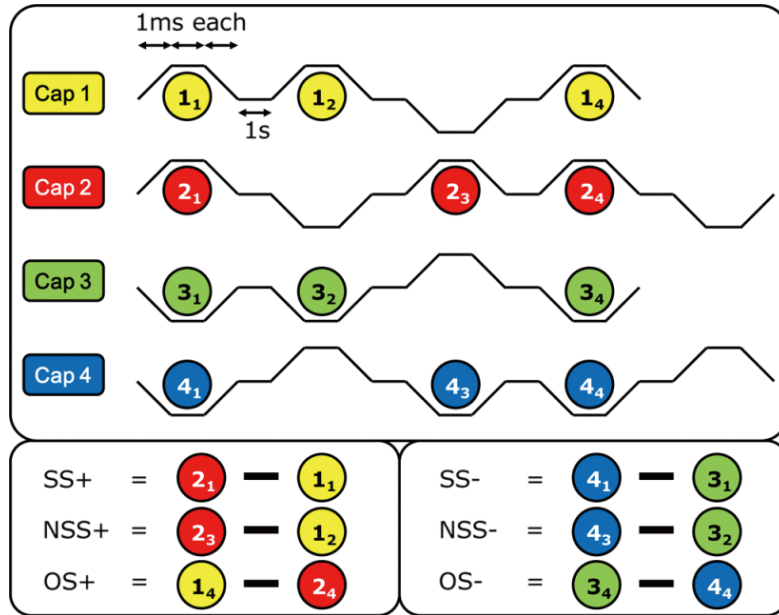 1ms each
Cap 1 1₁ 1₂ 1₄
1s
Cap 2 2₁ 2₃ 2₄
Cap 3 3₁ 3₂ 3₄
Cap 4 4₁ 4₃ 4₄
SS+ = 2₁ — 1₁
NSS+ = 2₃ — 1₂
OS+ = 1₄ — 2₄
SS- = 4₁ — 3₁
NSS- = 4₃ — 3₂
OS- = 3₄ — 4₄